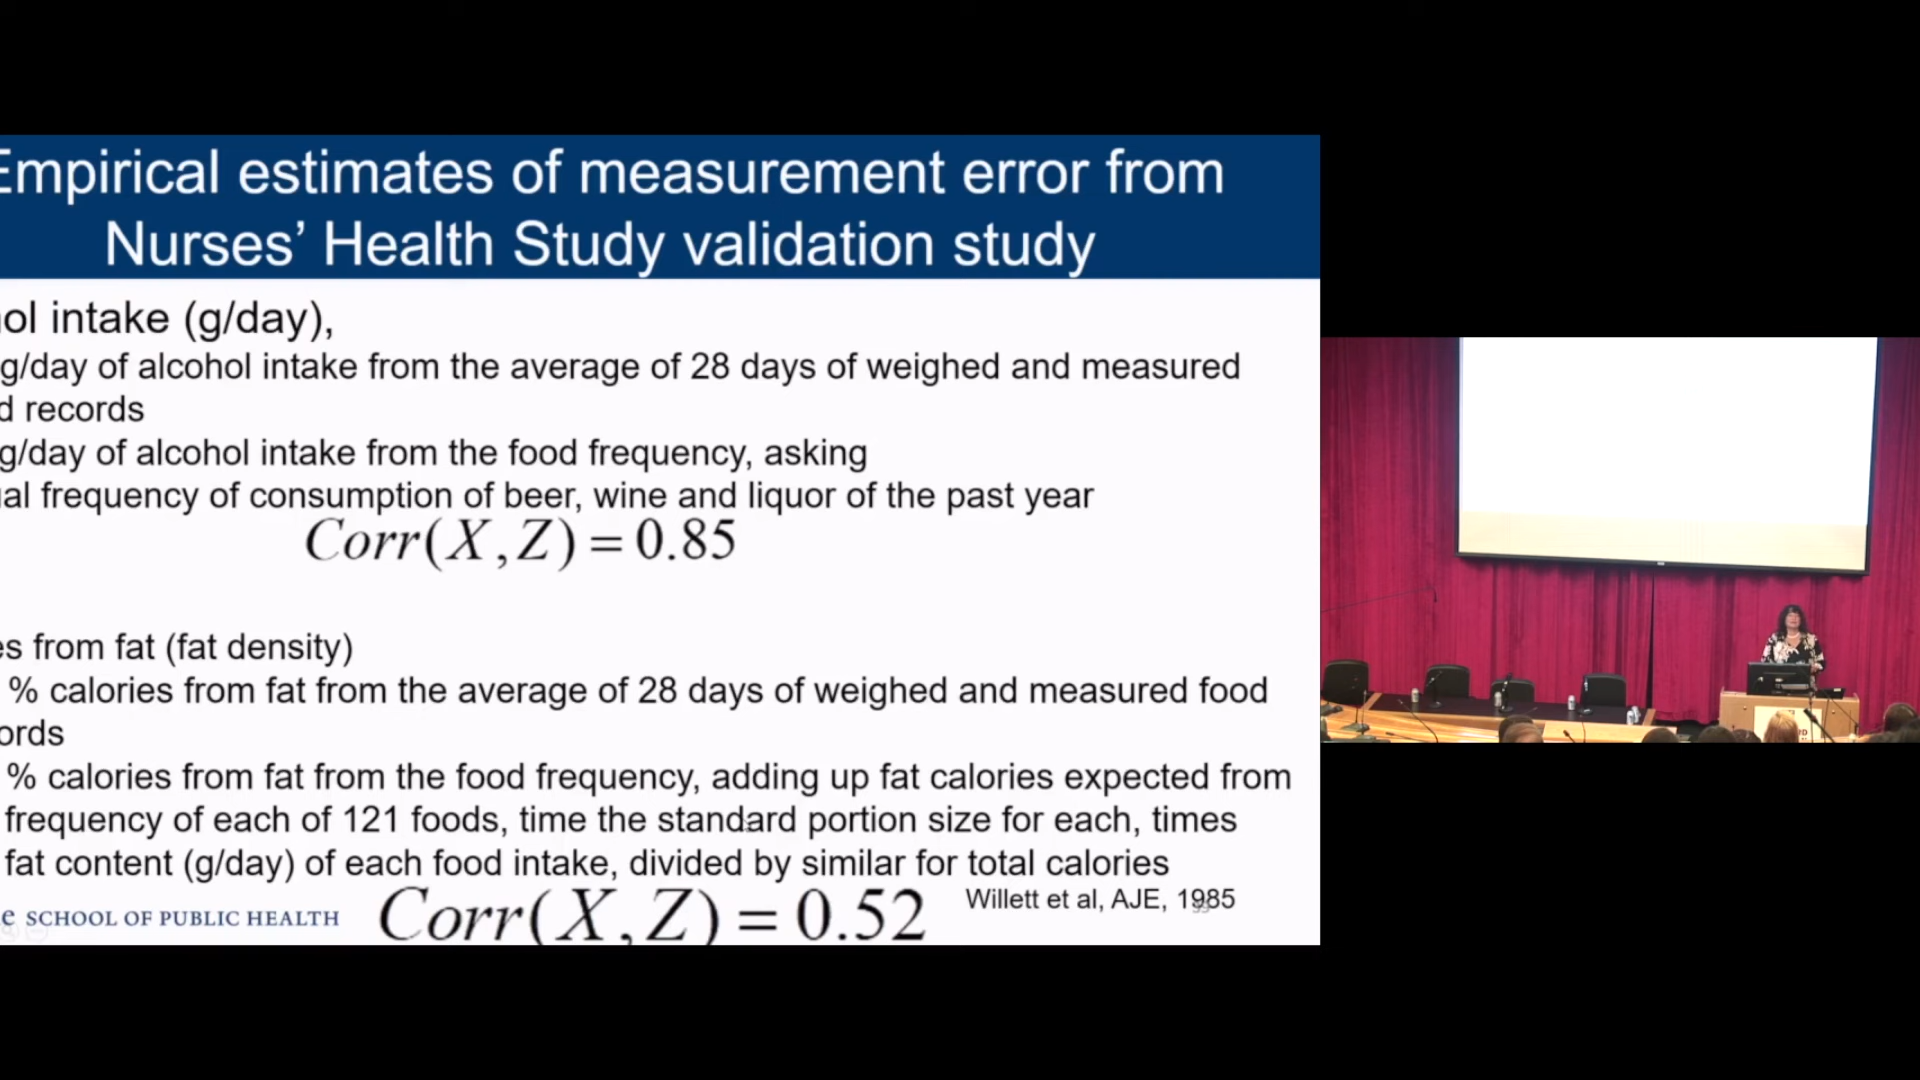 Empirical estimates of measurement error from
Nurses’ Health Study validation study
ol intake (g/day),
g/day of alcohol intake from the average of 28 days of weighed and measured
d records
g/day of alcohol intake from the food frequency, asking
al frequency of consumption of beer, wine and liquor of the past year
Corr(X,Z) = 0.85
es from fat (fat density)
% calories from fat from the average of 28 days of weighed and measured food
ords
% calories from fat from the food frequency, adding up fat calories expected from
frequency of each of 121 foods, time the standard portion size for each, times
fat content (g/day) of each food intake, divided by similar for total calories
e SCHOOL OF PUBLIC HEALTH
Corr(X,Z) = 0.52
Willett et al, AJE, 1985